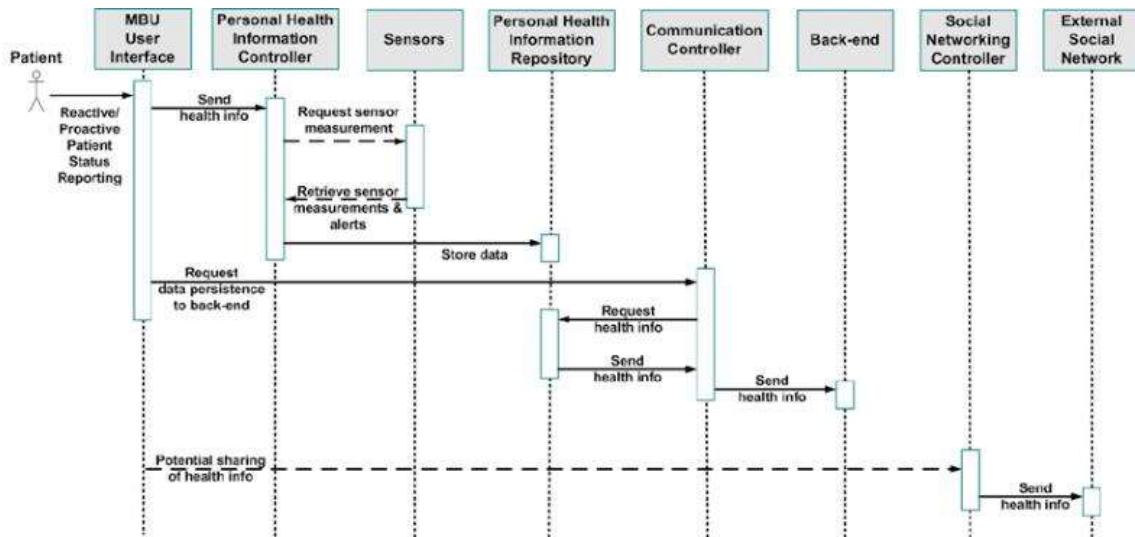 MBU
User
Interface
Personal Health
Information
Controller
Sensors
Personal Health
Information
Repository
Communication
Controller
Back-end
Social
Networking
Controller
External
Social
Network
Patient
Reactive/
Proactive
Patient
Status
Reporting
Send
health info
Request sensor
measurement
Retrieve sensor
measurements &
alerts
Store data
Request
data persistence
to back-end
Request
health info
Send
health info
Send
health info
Potential sharing
of health info
Send
health info